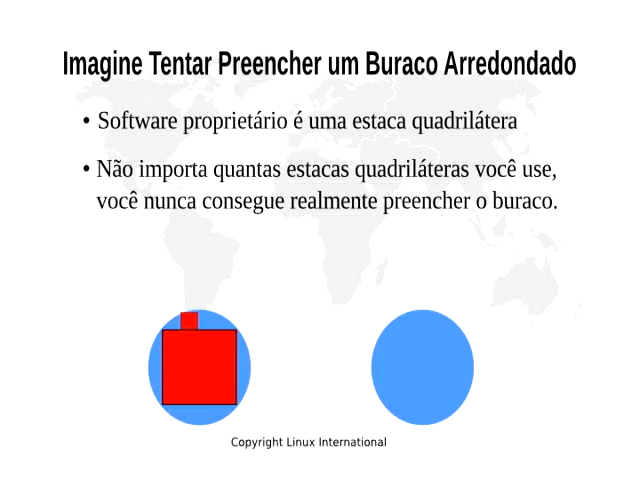 Imagine Tentar Preencher um Buraco Arredondado
• Software proprietário é uma estaca quadrilátera
• Não importa quantas estacas quadriláteras você use,
você nunca consegue realmente preencher o buraco.
Copyright Linux International